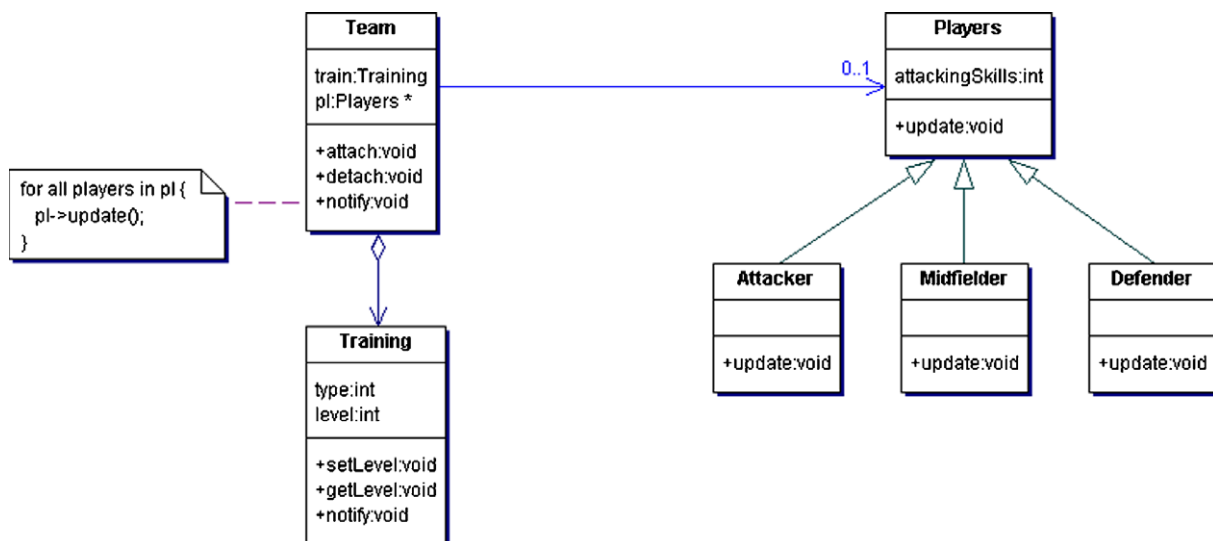 Team
train:Training
pl:Players *
+attach:void
+detach:void
+notify:void
for all players in pl {
pl->update();
}
0..1
Players
attackingSkills:int
+update:void
Attacker
+update:void
Midfielder
+update:void
Defender
+update:void
Training
type:int
level:int
+setLevel:void
+getLevel:void
+notify:void